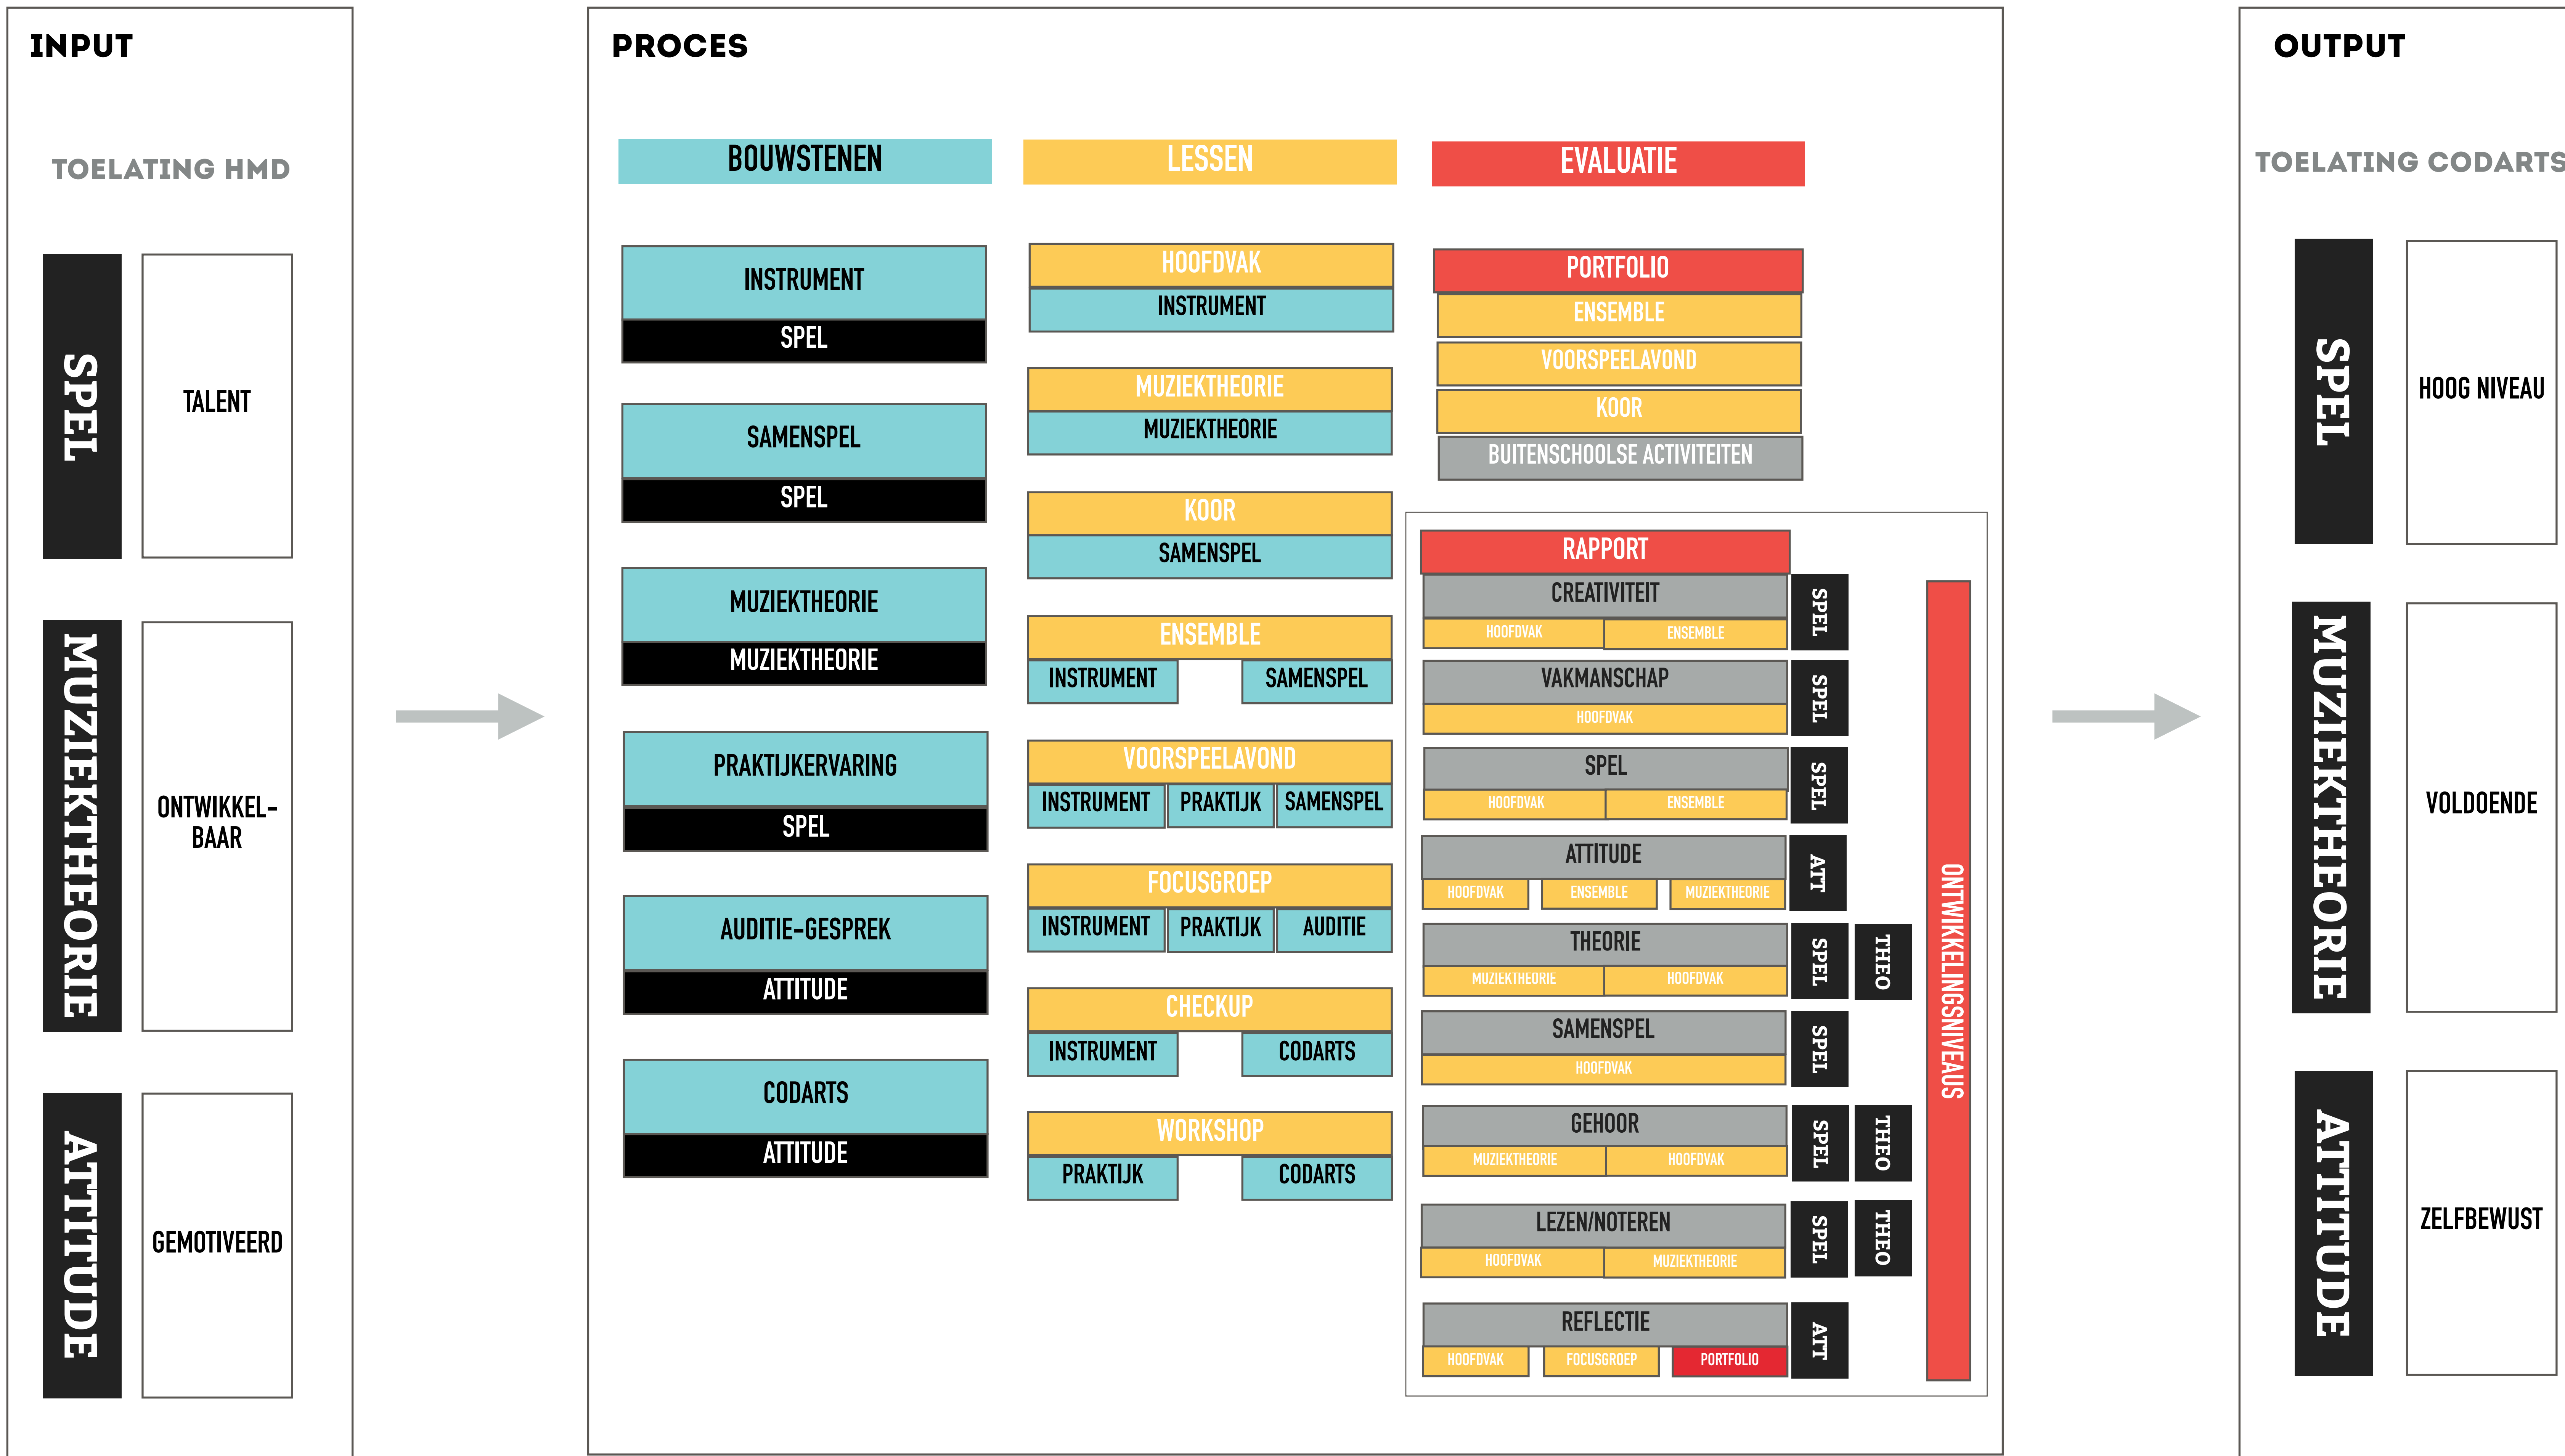 INPUT
TOELATING HMD
SPEL
TALENT
MUZIEKTHEORIE
ONTWIKKEL-
BAAR
ATTITUDE
GEMOTIVEERD
PROCES
BOUWSTENEN
INSTRUMENT
SPEL
SAMENSPEL
SPEL
MUZIEKTHEORIE
MUZIEKTHEORIE
PRAKTIJKERVARING
SPEL
AUDITIE-GESPREK
ATTITUDE
CODARTS
ATTITUDE
LESSEN
HOOFDVAK
INSTRUMENT
MUZIEKTHEORIE
MUZIEKTHEORIE
KOOR
SAMENSPEL
ENSEMBLE
INSTRUMENT SAMENSPEL
VOORSPEELAVOND
INSTRUMENT PRAKTIJK SAMENSPEL
FOCUSGROEP
INSTRUMENT PRAKTIJK AUDITIE
CHECKUP
INSTRUMENT CODARTS
WORKSHOP
PRAKTIJK CODARTS
EVALUATIE
PORTFOLIO
ENSEMBLE
VOORSPEELAVOND
KOOR
BUITENSCHOOLSE ACTIVITEITEN
RAPPORT
CREATIVITEIT
HOOFDVAK ENSEMBLE
SPEL
VAKMANSCHAP
HOOFDVAK
SPEL
SPEL
HOOFDVAK ENSEMBLE
SPEL
ATTITUDE
HOOFDVAK ENSEMBLE MUZIEKTHEORIE
ATT
THEORIE
MUZIEKTHEORIE HOOFDVAK
SPEL
THEO
SAMENSPEL
HOOFDVAK
SPEL
GEHOOR
MUZIEKTHEORIE HOOFDVAK
SPEL
THEO
LEZEN/NOTEREN
HOOFDVAK MUZIEKTHEORIE
SPEL
THEO
REFLECTIE
HOOFDVAK FOCUSGROEP PORTFOLIO
ATT
ONTWIKKELINGSNIVEAUS
OUTPUT
TOELATING CODARTS
SPEL
HOOG NIVEAU
MUZIEKTHEORIE
VOLDOENDE
ATTITUDE
ZELFBEWUST